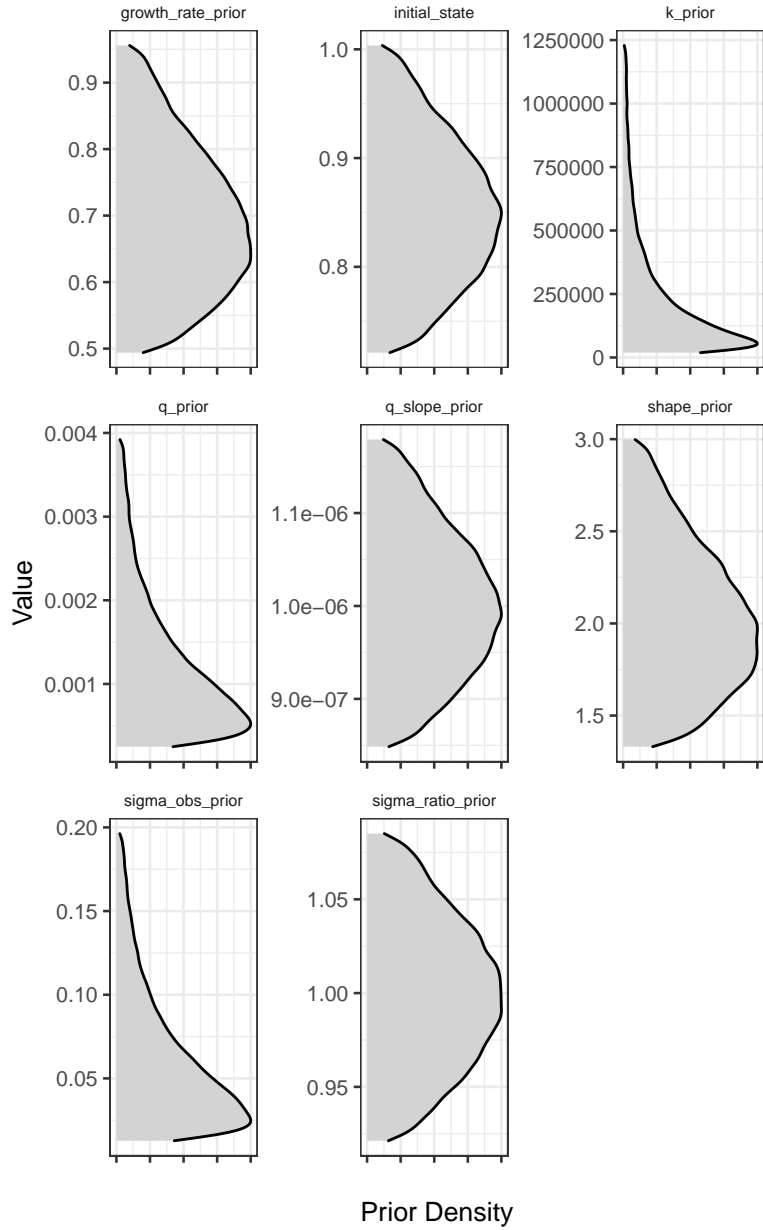 growth_rate_prior
0.9
0.8
0.7
0.6
0.5
initial_state
1.0
0.9
0.8
k_prior
1250000
1000000
750000
500000
250000
0
q_prior
0.004
0.003
0.002
0.001
q_slope_prior
1.1e−06
1.0e−06
9.0e−07
shape_prior
3.0
2.5
2.0
1.5
sigma_obs_prior
0.20
0.15
0.10
0.05
sigma_ratio_prior
1.05
1.00
0.95
Value
Prior Density